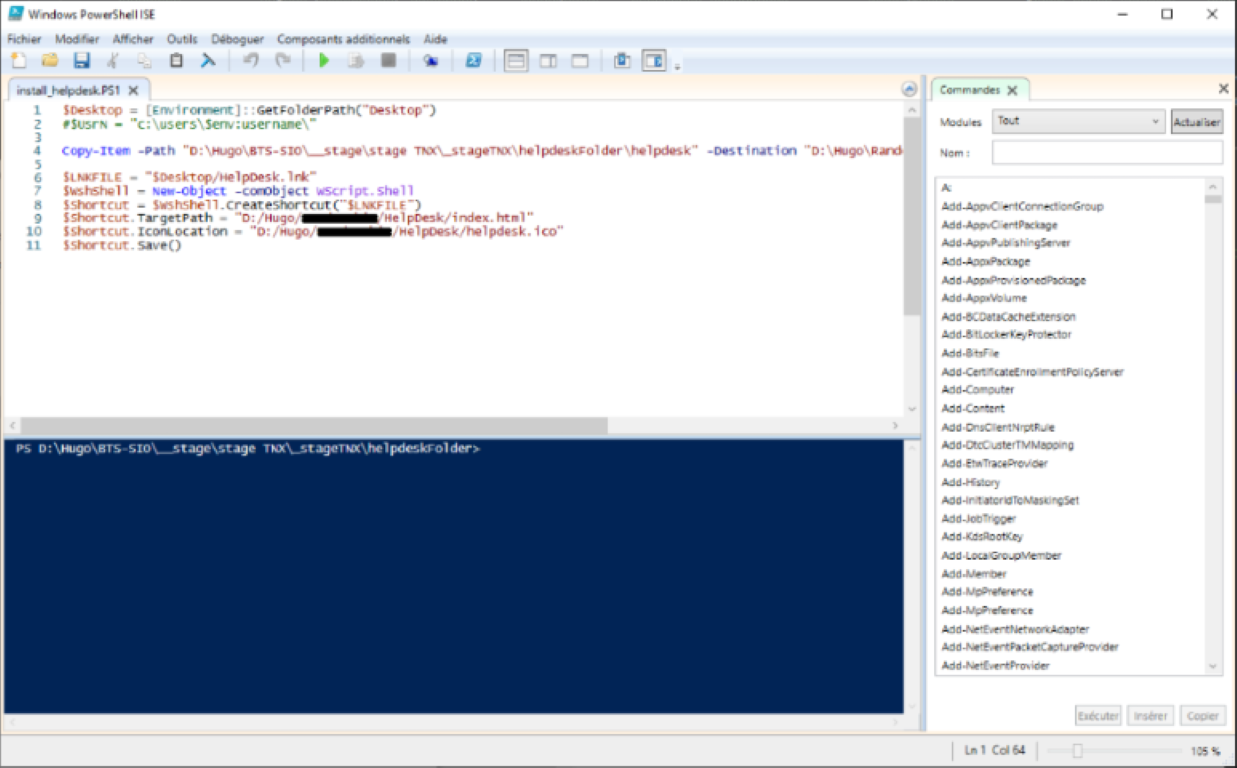 Windows PowerShell ISE
Fichier Modifier Afficher Outils Déboguer Composants additionnels Aide
install_helpdesk.PS1 X
1 $Desktop = [Environment]::GetFolderPath("Desktop")
2 #$UsrN = "c:\users\$env:username\"
3
4 Copy-Item -Path "D:\Hugo\BTS-SIO\__stage\stage TNX\_stageTNX\helpdeskFolder\helpdesk" -Destination "D:\Hugo\Rand
5
6 $LNKFILE = "$Desktop/HelpDesk.lnk"
7 $WshShell = New-Object -comObject WScript.Shell
8 $Shortcut = $WshShell.CreateShortcut("$LNKFILE")
9 $Shortcut.TargetPath = "D:/Hugo/ /HelpDesk/index.html"
10 $Shortcut.IconLocation = "D:/Hugo/ /HelpDesk/helpdesk.ico"
11 $Shortcut.Save()
PS D:\Hugo\BTS-SIO\__stage\stage TNX\_stageTNX\helpdeskFolder>
Commandes X
Modules Tout Actualiser
Nom :
A:
Add-AppvClientConnectionGroup
Add-AppvClientPackage
Add-AppvPublishingServer
Add-AppxPackage
Add-AppxProvisionedPackage
Add-AppxVolume
Add-BCDataCacheExtension
Add-BitLockerKeyProtector
Add-BitsFile
Add-CertificateEnrollmentPolicyServer
Add-Computer
Add-Content
Add-DnsClientNrptRule
Add-DtcClusterTMMapping
Add-EtwTraceProvider
Add-History
Add-InitiatorIdToMaskingSet
Add-JobTrigger
Add-KdsRootKey
Add-LocalGroupMember
Add-Member
Add-MpPreference
Add-MpPreference
Add-NetEventNetworkAdapter
Add-NetEventPacketCaptureProvider
Add-NetEventProvider
Exécuter Insérer Copier
Ln 1 Col 64 105 %